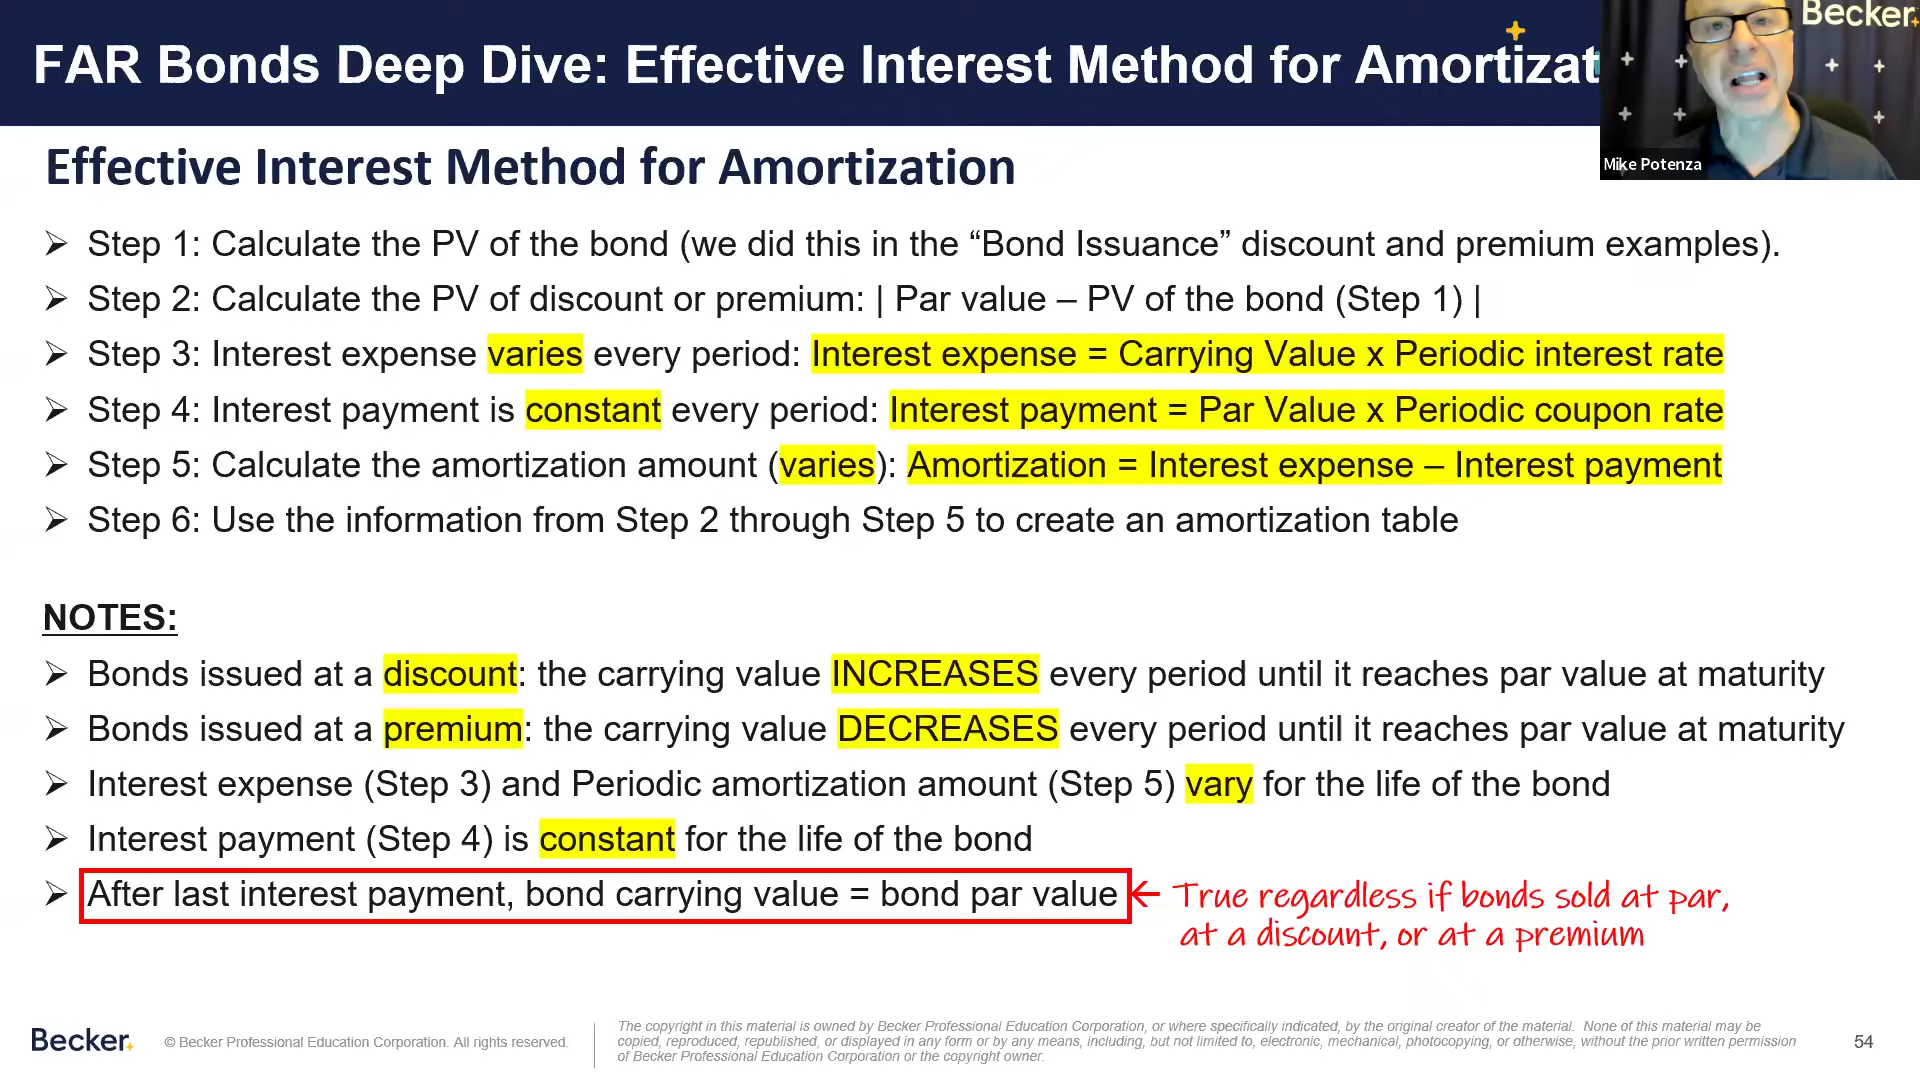 FAR Bonds Deep Dive: Effective Interest Method for Amortizat
Becker
Mike Potenza
Effective Interest Method for Amortization
➢ Step 1: Calculate the PV of the bond (we did this in the “Bond Issuance” discount and premium examples).
➢ Step 2: Calculate the PV of discount or premium: | Par value – PV of the bond (Step 1) |
➢ Step 3: Interest expense varies every period: Interest expense = Carrying Value x Periodic interest rate
➢ Step 4: Interest payment is constant every period: Interest payment = Par Value x Periodic coupon rate
➢ Step 5: Calculate the amortization amount (varies): Amortization = Interest expense – Interest payment
➢ Step 6: Use the information from Step 2 through Step 5 to create an amortization table
NOTES:
➢ Bonds issued at a discount: the carrying value INCREASES every period until it reaches par value at maturity
➢ Bonds issued at a premium: the carrying value DECREASES every period until it reaches par value at maturity
➢ Interest expense (Step 3) and Periodic amortization amount (Step 5) vary for the life of the bond
➢ Interest payment (Step 4) is constant for the life of the bond
➢ After last interest payment, bond carrying value = bond par value ← True regardless if bonds sold at par,
at a discount, or at a premium
Becker
© Becker Professional Education Corporation. All rights reserved.
The copyright in this material is owned by Becker Professional Education Corporation, or where specifically indicated, by the original creator of the material. None of this material may be
copied, reproduced, republished, or displayed in any form or by any means, including, but not limited to, electronic, mechanical, photocopying, or otherwise, without the prior written permission
of Becker Professional Education Corporation or the copyright owner.
54